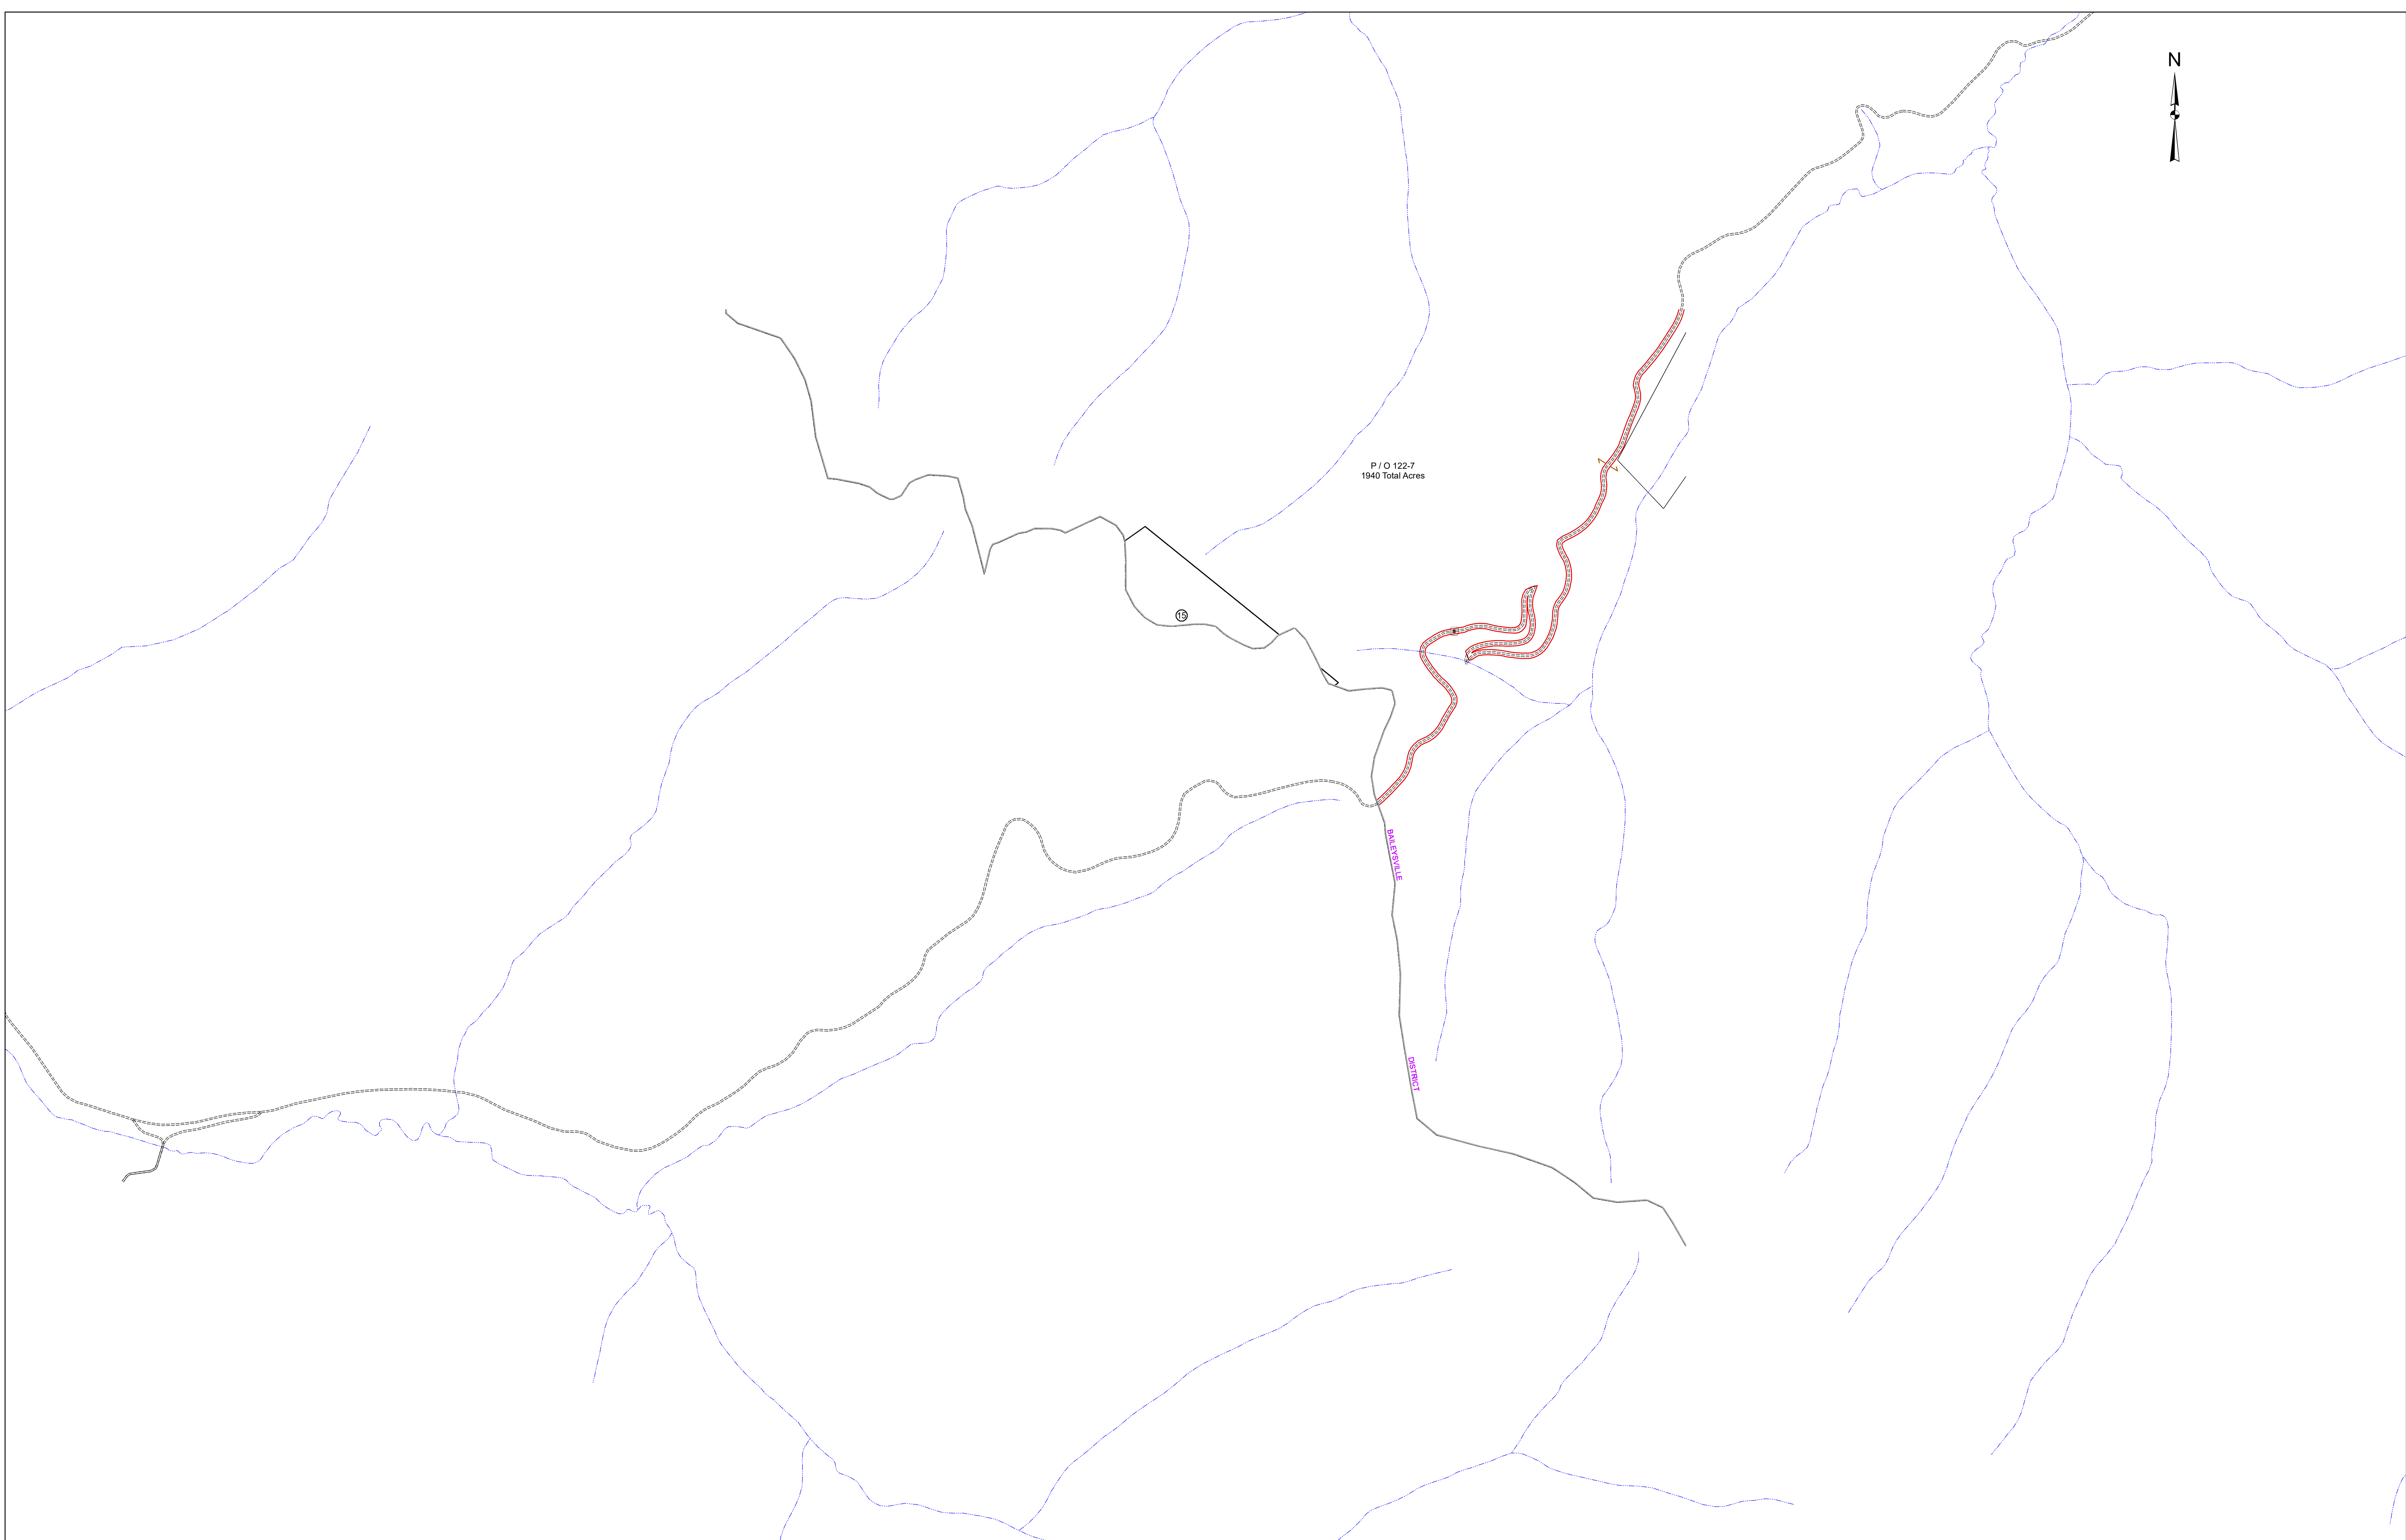 N
P / O 122-7
1940 Total Acres
15
BAILEYSVILLE
DISTRICT